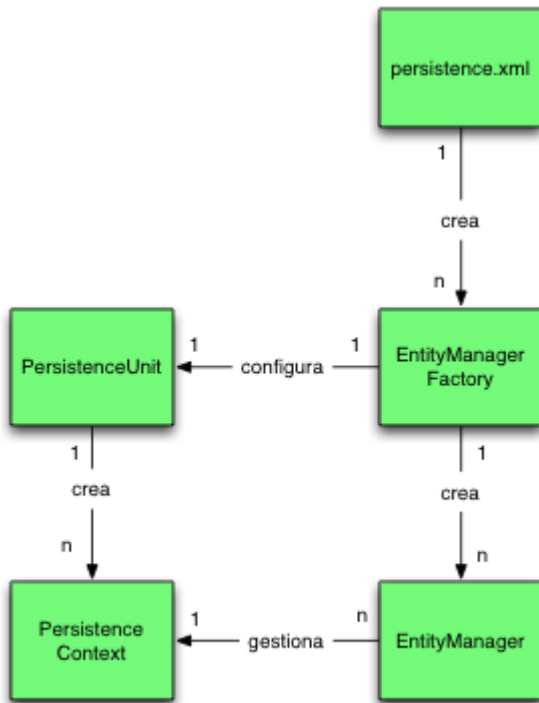 persistence.xml
1
crea
n
PersistenceUnit
1
configura
1
EntityManager
Factory
1
crea
n
1
crea
n
Persistence
Context
1
gestiona
n
EntityManager